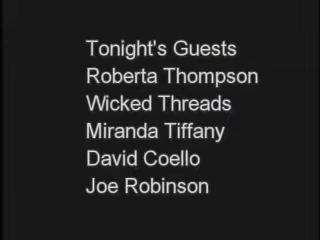 Tonight's Guests
Roberta Thompson
Wicked Threads
Miranda Tiffany
David Coello
Joe Robinson